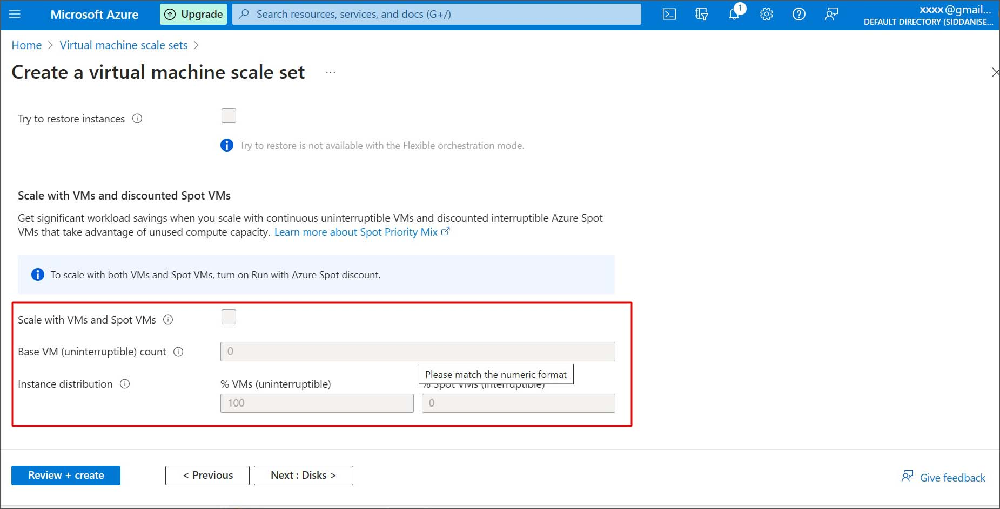 Microsoft Azure
Upgrade
Search resources, services, and docs (G+/)
1
xxxx@gmail...
DEFAULT DIRECTORY (SIDDANISE...
Home > Virtual machine scale sets >
Create a virtual machine scale set ...
Try to restore instances
Try to restore is not available with the Flexible orchestration mode.
Scale with VMs and discounted Spot VMs
Get significant workload savings when you scale with continuous uninterruptible VMs and discounted interruptible Azure Spot
VMs that take advantage of unused compute capacity. Learn more about Spot Priority Mix
To scale with both VMs and Spot VMs, turn on Run with Azure Spot discount.
Scale with VMs and Spot VMs
Base VM (uninterruptible) count
0
Please match the numeric format
Instance distribution
% VMs (uninterruptible)
% Spot VMs (interruptible)
100
0
Review + create
< Previous
Next : Disks >
Give feedback